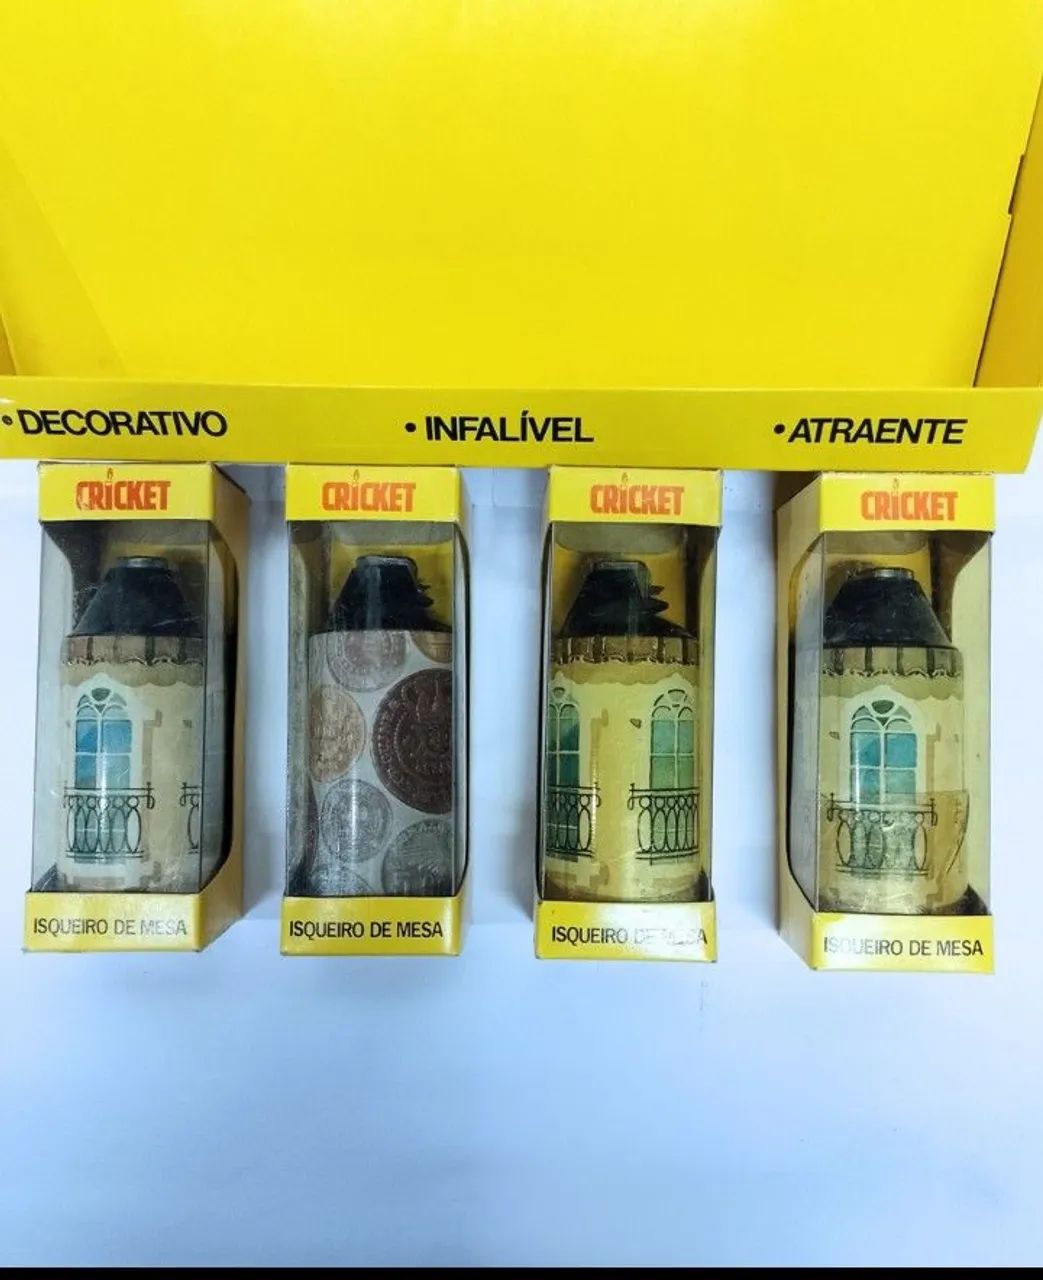 • DECORATIVO • INFALÍVEL • ATRAENTE
CRICKET CRICKET CRICKET CRICKET
ISQUEIRO DE MESA ISQUEIRO DE MESA ISQUEIRO DE MESA ISQUEIRO DE MESA